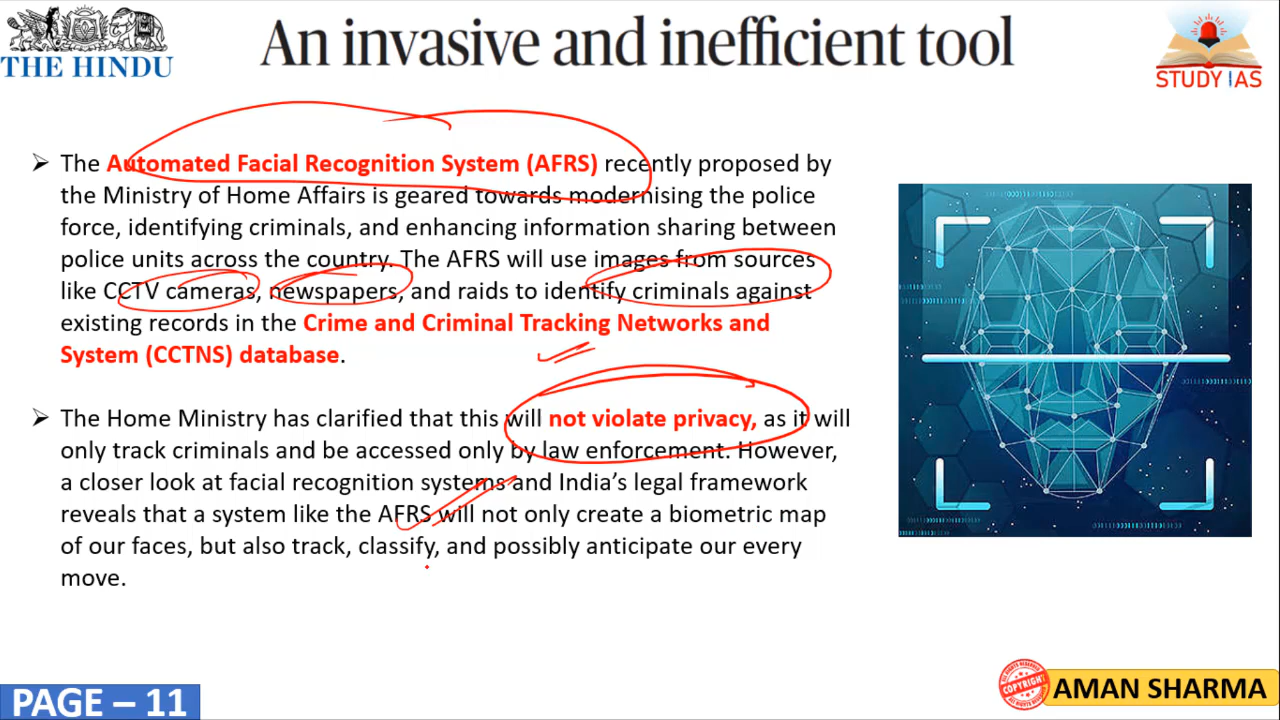 THE HINDU
An invasive and inefficient tool
STUDY IAS
➢ The Automated Facial Recognition System (AFRS) recently proposed by
the Ministry of Home Affairs is geared towards modernising the police
force, identifying criminals, and enhancing information sharing between
police units across the country. The AFRS will use images from sources
like CCTV cameras, newspapers, and raids to identify criminals against
existing records in the Crime and Criminal Tracking Networks and
System (CCTNS) database.
➢ The Home Ministry has clarified that this will not violate privacy, as it will
only track criminals and be accessed only by law enforcement. However,
a closer look at facial recognition systems and India’s legal framework
reveals that a system like the AFRS will not only create a biometric map
of our faces, but also track, classify, and possibly anticipate our every
move.
PAGE – 11
COPYRIGHT
AMAN SHARMA